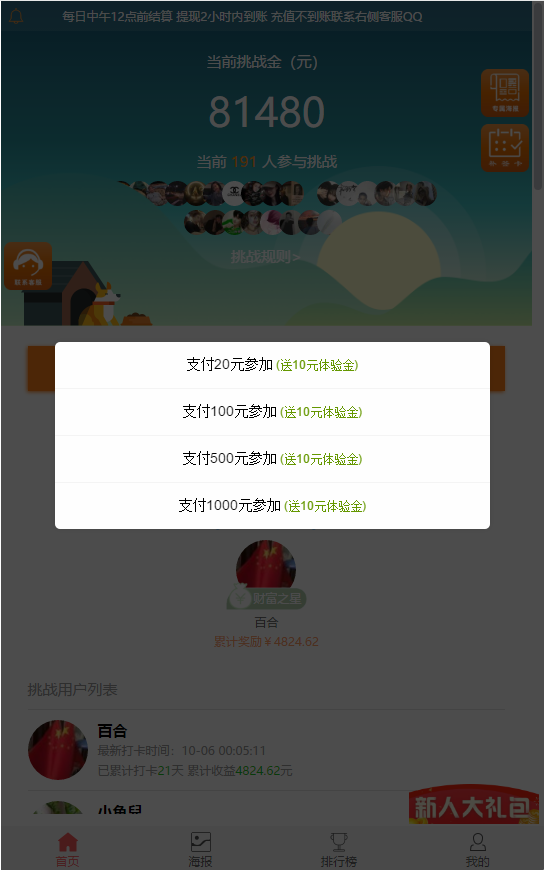 每日中午12点前结算 提现2小时内到账 充值不到账联系右侧客服QQ
当前挑战金（元）
81480
专属海报
当前 191 人参与挑战
挑战规则>
联系客服
支付20元参加 (送10元体验金)
支付100元参加 (送10元体验金)
支付500元参加 (送10元体验金)
支付1000元参加 (送10元体验金)
财富之星
百合
累计奖励￥4824.62
挑战用户列表
百合
最新打卡时间：10-06 00:05:11
已累计打卡21天 累计收益4824.62元
小鱼兒
新人大礼包
首页
海报
排行榜
我的